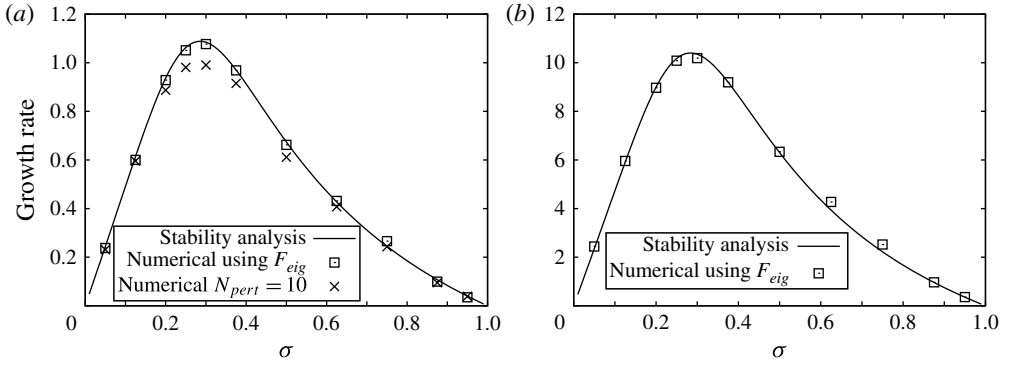 (a)
1.2
1.0
0.8
0.6
0.4
0.2
Growth rate
Stability analysis
Numerical using F_eig
Numerical N_pert = 10
0 0.2 0.4 0.6 0.8 1.0
σ
(b)
12
10
8
6
4
2
Stability analysis
Numerical using F_eig
0 0.2 0.4 0.6 0.8 1.0
σ